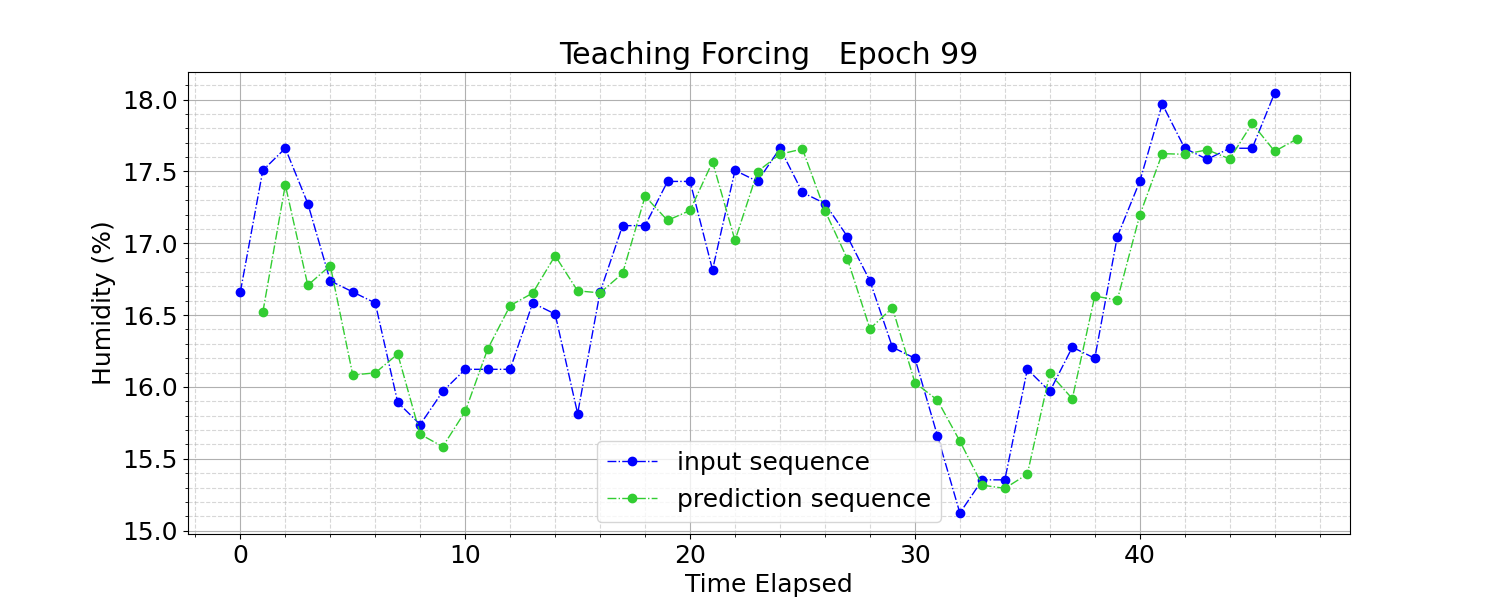 Teaching Forcing   Epoch 99
18.0
17.5
17.0
16.5
16.0
15.5
15.0
Humidity (%)
input sequence
prediction sequence
0 10 20 30 40
Time Elapsed